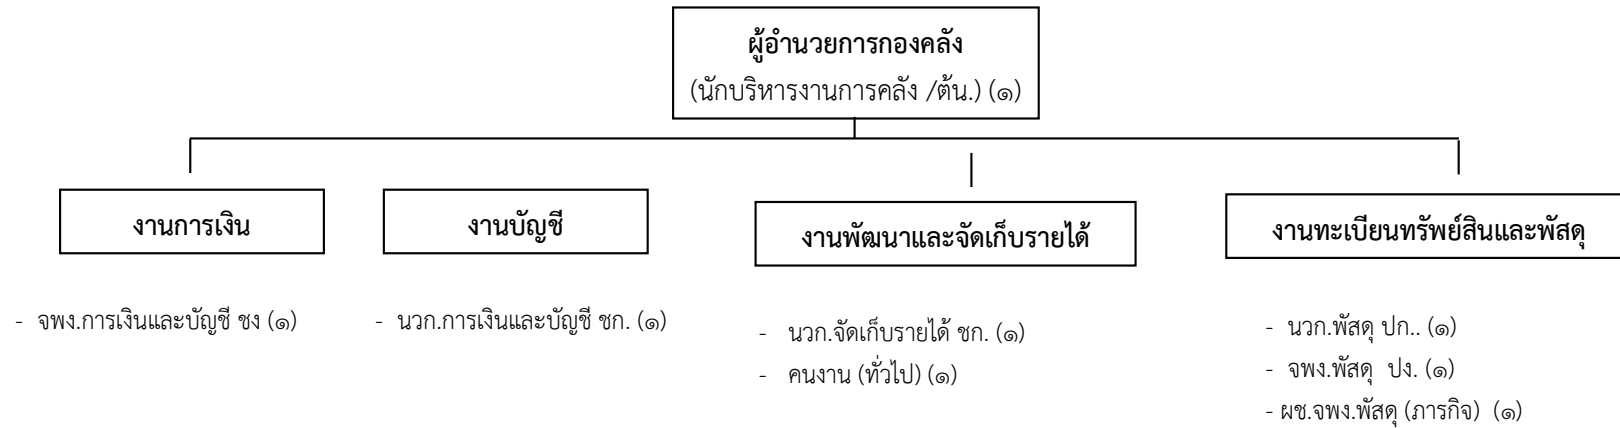 ผู้อำนวยการกองคลัง
(นักบริหารงานการคลัง /ต้น.) (๑)
งานการเงิน
- จพง.การเงินและบัญชี ชง (๑)
งานบัญชี
- นวก.การเงินและบัญชี ชก. (๑)
งานพัฒนาและจัดเก็บรายได้
- นวก.จัดเก็บรายได้ ชก. (๑)
- คนงาน (ทั่วไป) (๑)
งานทะเบียนทรัพย์สินและพัสดุ
- นวก.พัสดุ ปก.. (๑)
- จพง.พัสดุ ปง. (๑)
- ผช.จพง.พัสดุ (ภารกิจ) (๑)